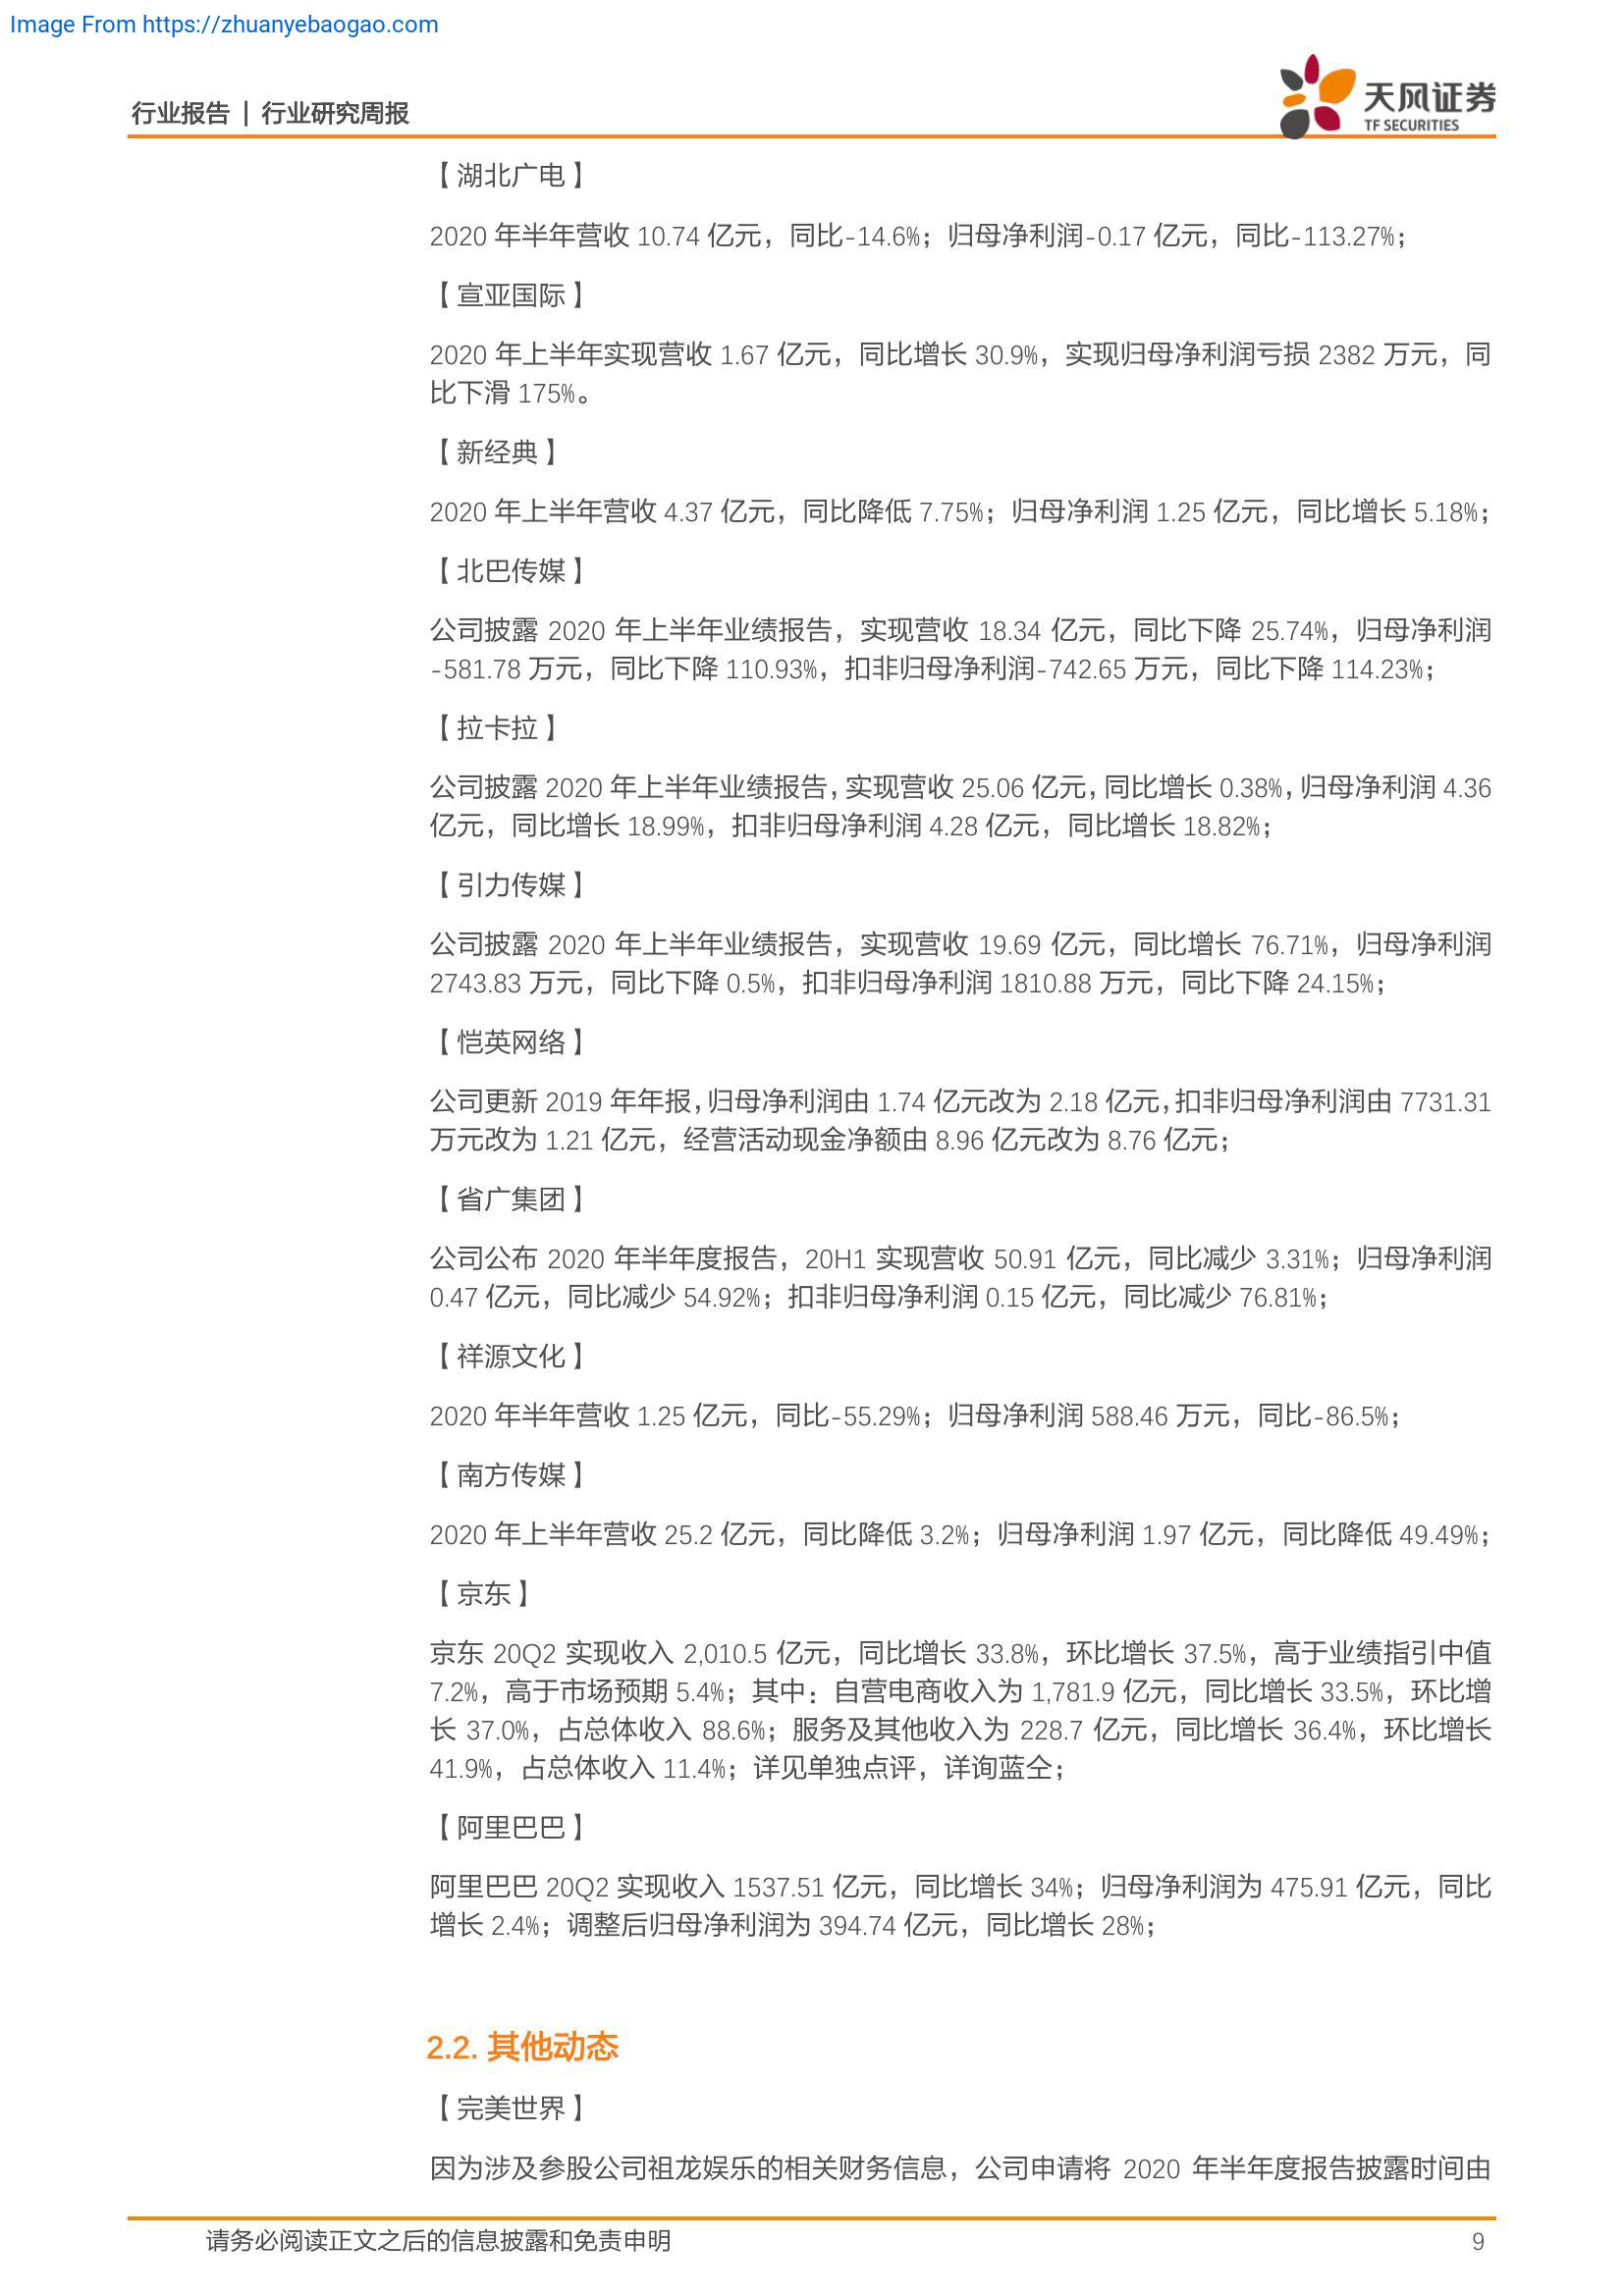 Image From https://zhuanyebaogao.com
行业报告 | 行业研究周报
天风证券
TF SECURITIES
【湖北广电】
2020 年半年营收 10.74 亿元，同比-14.6%；归母净利润-0.17 亿元，同比-113.27%；
【宣亚国际】
2020 年上半年实现营收 1.67 亿元，同比增长 30.9%，实现归母净利润亏损 2382 万元，同
比下滑 175%。
【新经典】
2020 年上半年营收 4.37 亿元，同比降低 7.75%；归母净利润 1.25 亿元，同比增长 5.18%；
【北巴传媒】
公司披露 2020 年上半年业绩报告，实现营收 18.34 亿元，同比下降 25.74%，归母净利润
-581.78 万元，同比下降 110.93%，扣非归母净利润-742.65 万元，同比下降 114.23%；
【拉卡拉】
公司披露 2020 年上半年业绩报告，实现营收 25.06 亿元，同比增长 0.38%，归母净利润 4.36
亿元，同比增长 18.99%，扣非归母净利润 4.28 亿元，同比增长 18.82%；
【引力传媒】
公司披露 2020 年上半年业绩报告，实现营收 19.69 亿元，同比增长 76.71%，归母净利润
2743.83 万元，同比下降 0.5%，扣非归母净利润 1810.88 万元，同比下降 24.15%；
【恺英网络】
公司更新 2019 年年报，归母净利润由 1.74 亿元改为 2.18 亿元，扣非归母净利润由 7731.31
万元改为 1.21 亿元，经营活动现金净额由 8.96 亿元改为 8.76 亿元；
【省广集团】
公司公布 2020 年半年度报告，20H1 实现营收 50.91 亿元，同比减少 3.31%；归母净利润
0.47 亿元，同比减少 54.92%；扣非归母净利润 0.15 亿元，同比减少 76.81%；
【祥源文化】
2020 年半年营收 1.25 亿元，同比-55.29%；归母净利润 588.46 万元，同比-86.5%；
【南方传媒】
2020 年上半年营收 25.2 亿元，同比降低 3.2%；归母净利润 1.97 亿元，同比降低 49.49%；
【京东】
京东 20Q2 实现收入 2,010.5 亿元，同比增长 33.8%，环比增长 37.5%，高于业绩指引中值
7.2%，高于市场预期 5.4%；其中：自营电商收入为 1,781.9 亿元，同比增长 33.5%，环比增
长 37.0%，占总体收入 88.6%；服务及其他收入为 228.7 亿元，同比增长 36.4%，环比增长
41.9%，占总体收入 11.4%；详见单独点评，详询蓝仝；
【阿里巴巴】
阿里巴巴 20Q2 实现收入 1537.51 亿元，同比增长 34%；归母净利润为 475.91 亿元，同比
增长 2.4%；调整后归母净利润为 394.74 亿元，同比增长 28%；
2.2. 其他动态
【完美世界】
因为涉及参股公司祖龙娱乐的相关财务信息，公司申请将 2020 年半年度报告披露时间由
请务必阅读正文之后的信息披露和免责申明
9